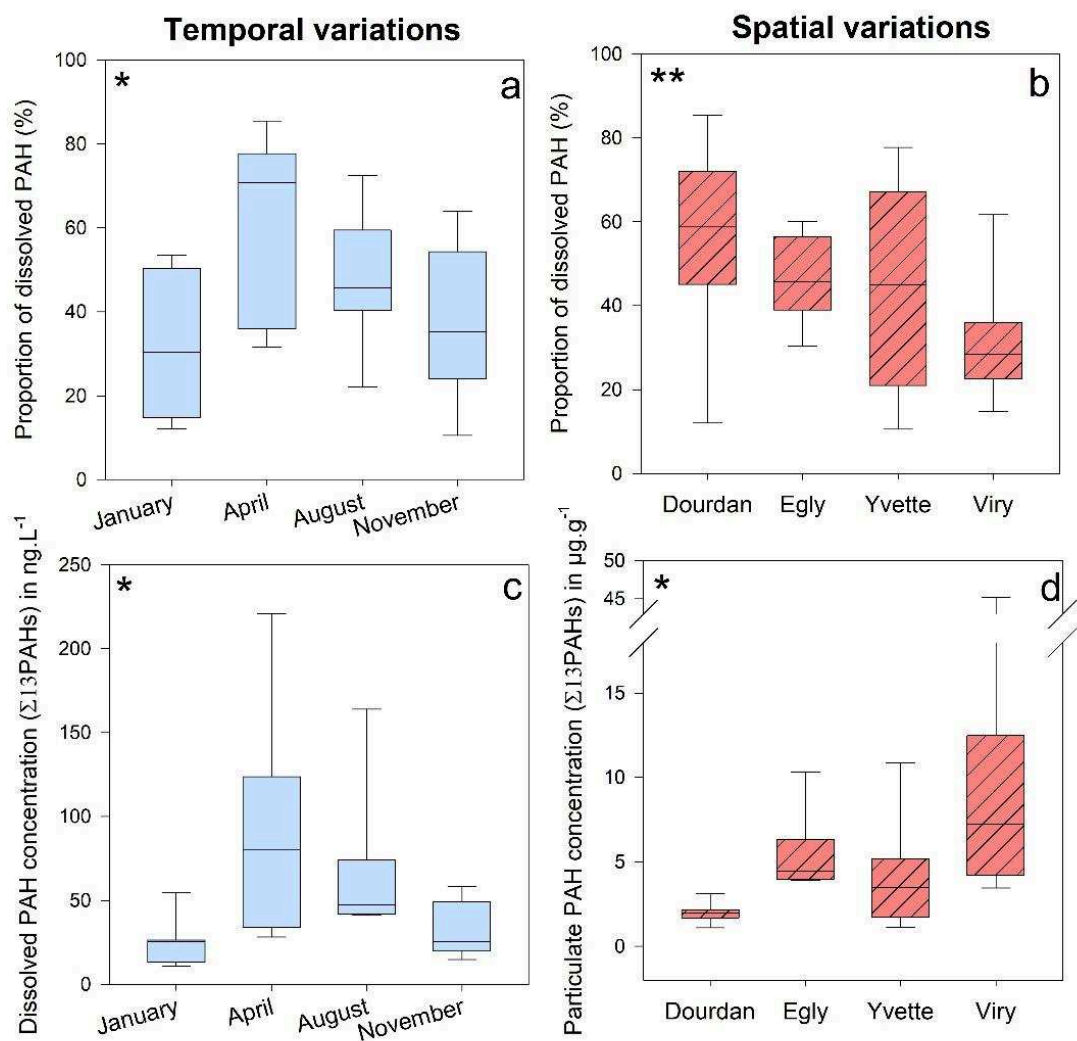 Temporal variations
Spatial variations
Proportion of dissolved PAH (%)
100
80
60
40
20
0
*
a
January
April
August
November
Proportion of dissolved PAH (%)
100
80
60
40
20
0
**
b
Dourdan
Egly
Yvette
Viry
Dissolved PAH concentration (Σ13PAHs) in ng.L⁻¹
250
200
150
100
50
0
*
c
January
April
August
November
Particulate PAH concentration (Σ13PAHs) in µg.g⁻¹
50
45
15
10
5
0
*
d
Dourdan
Egly
Yvette
Viry